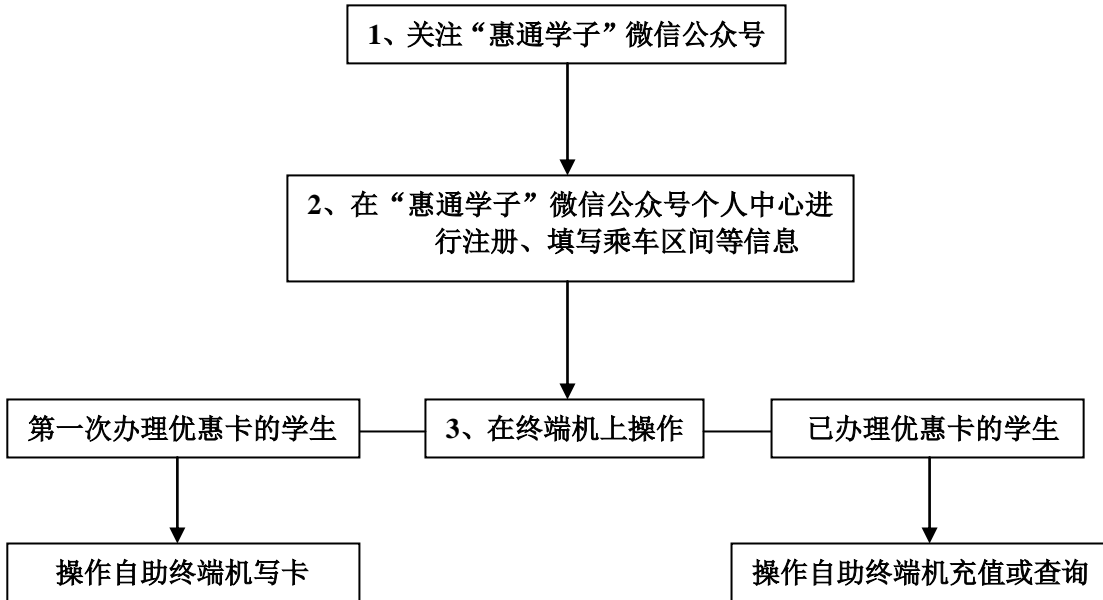 1、关注“惠通学子”微信公众号
2、在“惠通学子”微信公众号个人中心进
行注册、填写乘车区间等信息
第一次办理优惠卡的学生
3、在终端机上操作
已办理优惠卡的学生
操作自助终端机写卡
操作自助终端机充值或查询